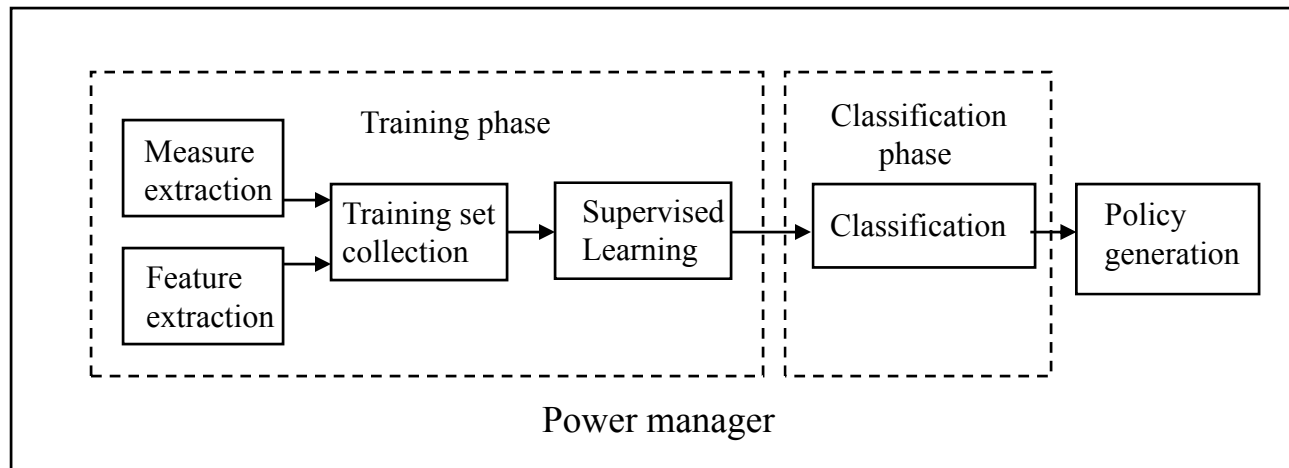 Training phase
Measure
extraction
Feature
extraction
Training set
collection
Supervised
Learning
Classification
phase
Classification
Policy
generation
Power manager